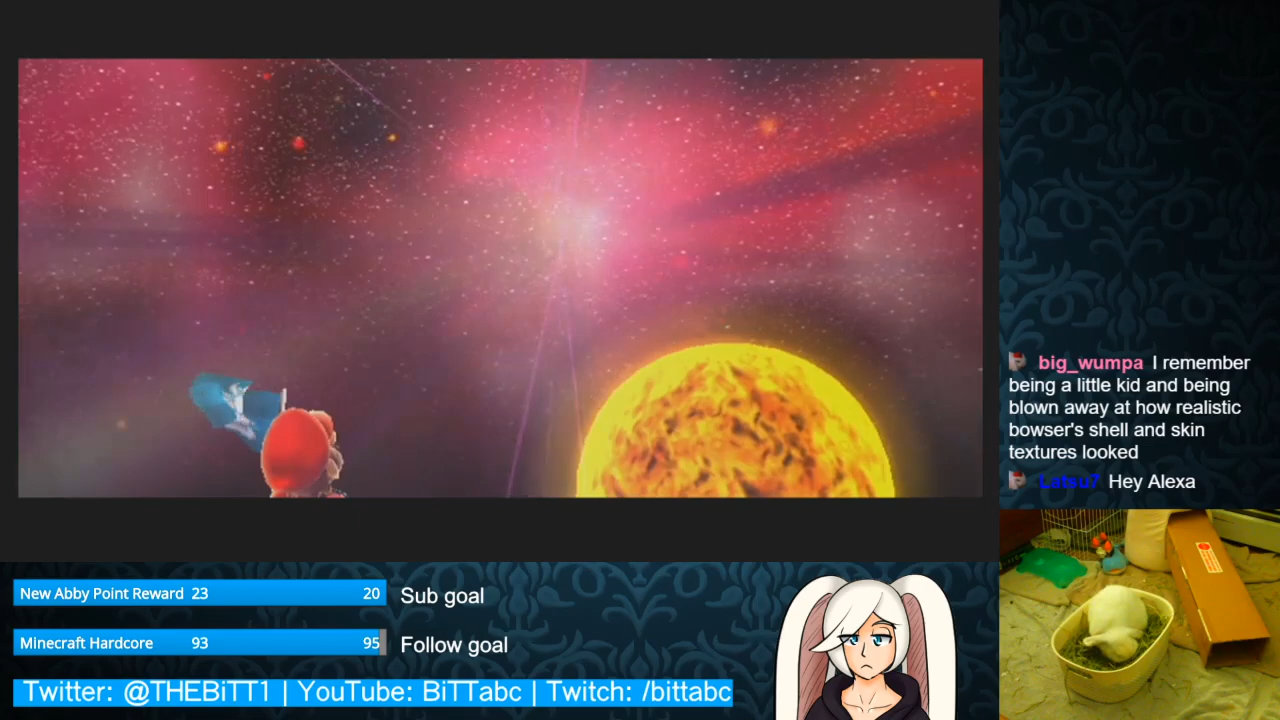 big_wumpa I remember
being a little kid and being
blown away at how realistic
bowser's shell and skin
textures looked
Latsu7 Hey Alexa
New Abby Point Reward 23 20 Sub goal
Minecraft Hardcore 93 95 Follow goal
Twitter: @THEBiTT1 | YouTube: BiTTabc | Twitch: /bittabc